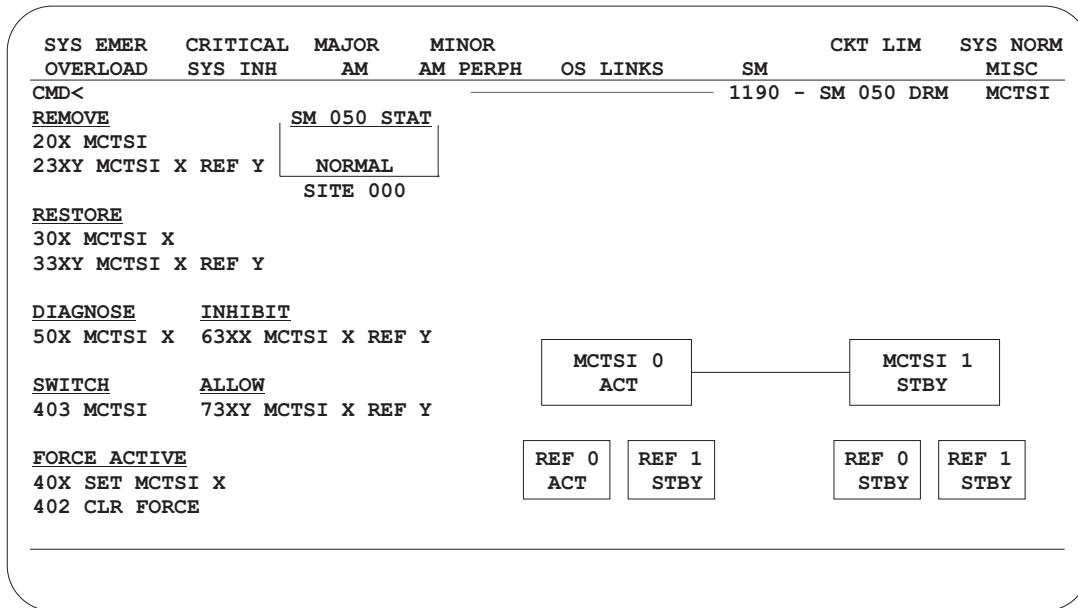 SYS EMER CRITICAL MAJOR MINOR CKT LIM SYS NORM
OVERLOAD SYS INH AM AM PERPH OS LINKS SM MISC
CMD< 1190 - SM 050 DRM MCTSI
REMOVE SM 050 STAT
20X MCTSI
23XY MCTSI X REF Y NORMAL
SITE 000
RESTORE
30X MCTSI X
33XY MCTSI X REF Y
DIAGNOSE INHIBIT
50X MCTSI X 63XX MCTSI X REF Y
MCTSI 0 MCTSI 1
SWITCH ALLOW ACT STBY
403 MCTSI 73XY MCTSI X REF Y
FORCE ACTIVE REF 0 REF 1 REF 0 REF 1
40X SET MCTSI X ACT STBY STBY STBY
402 CLR FORCE